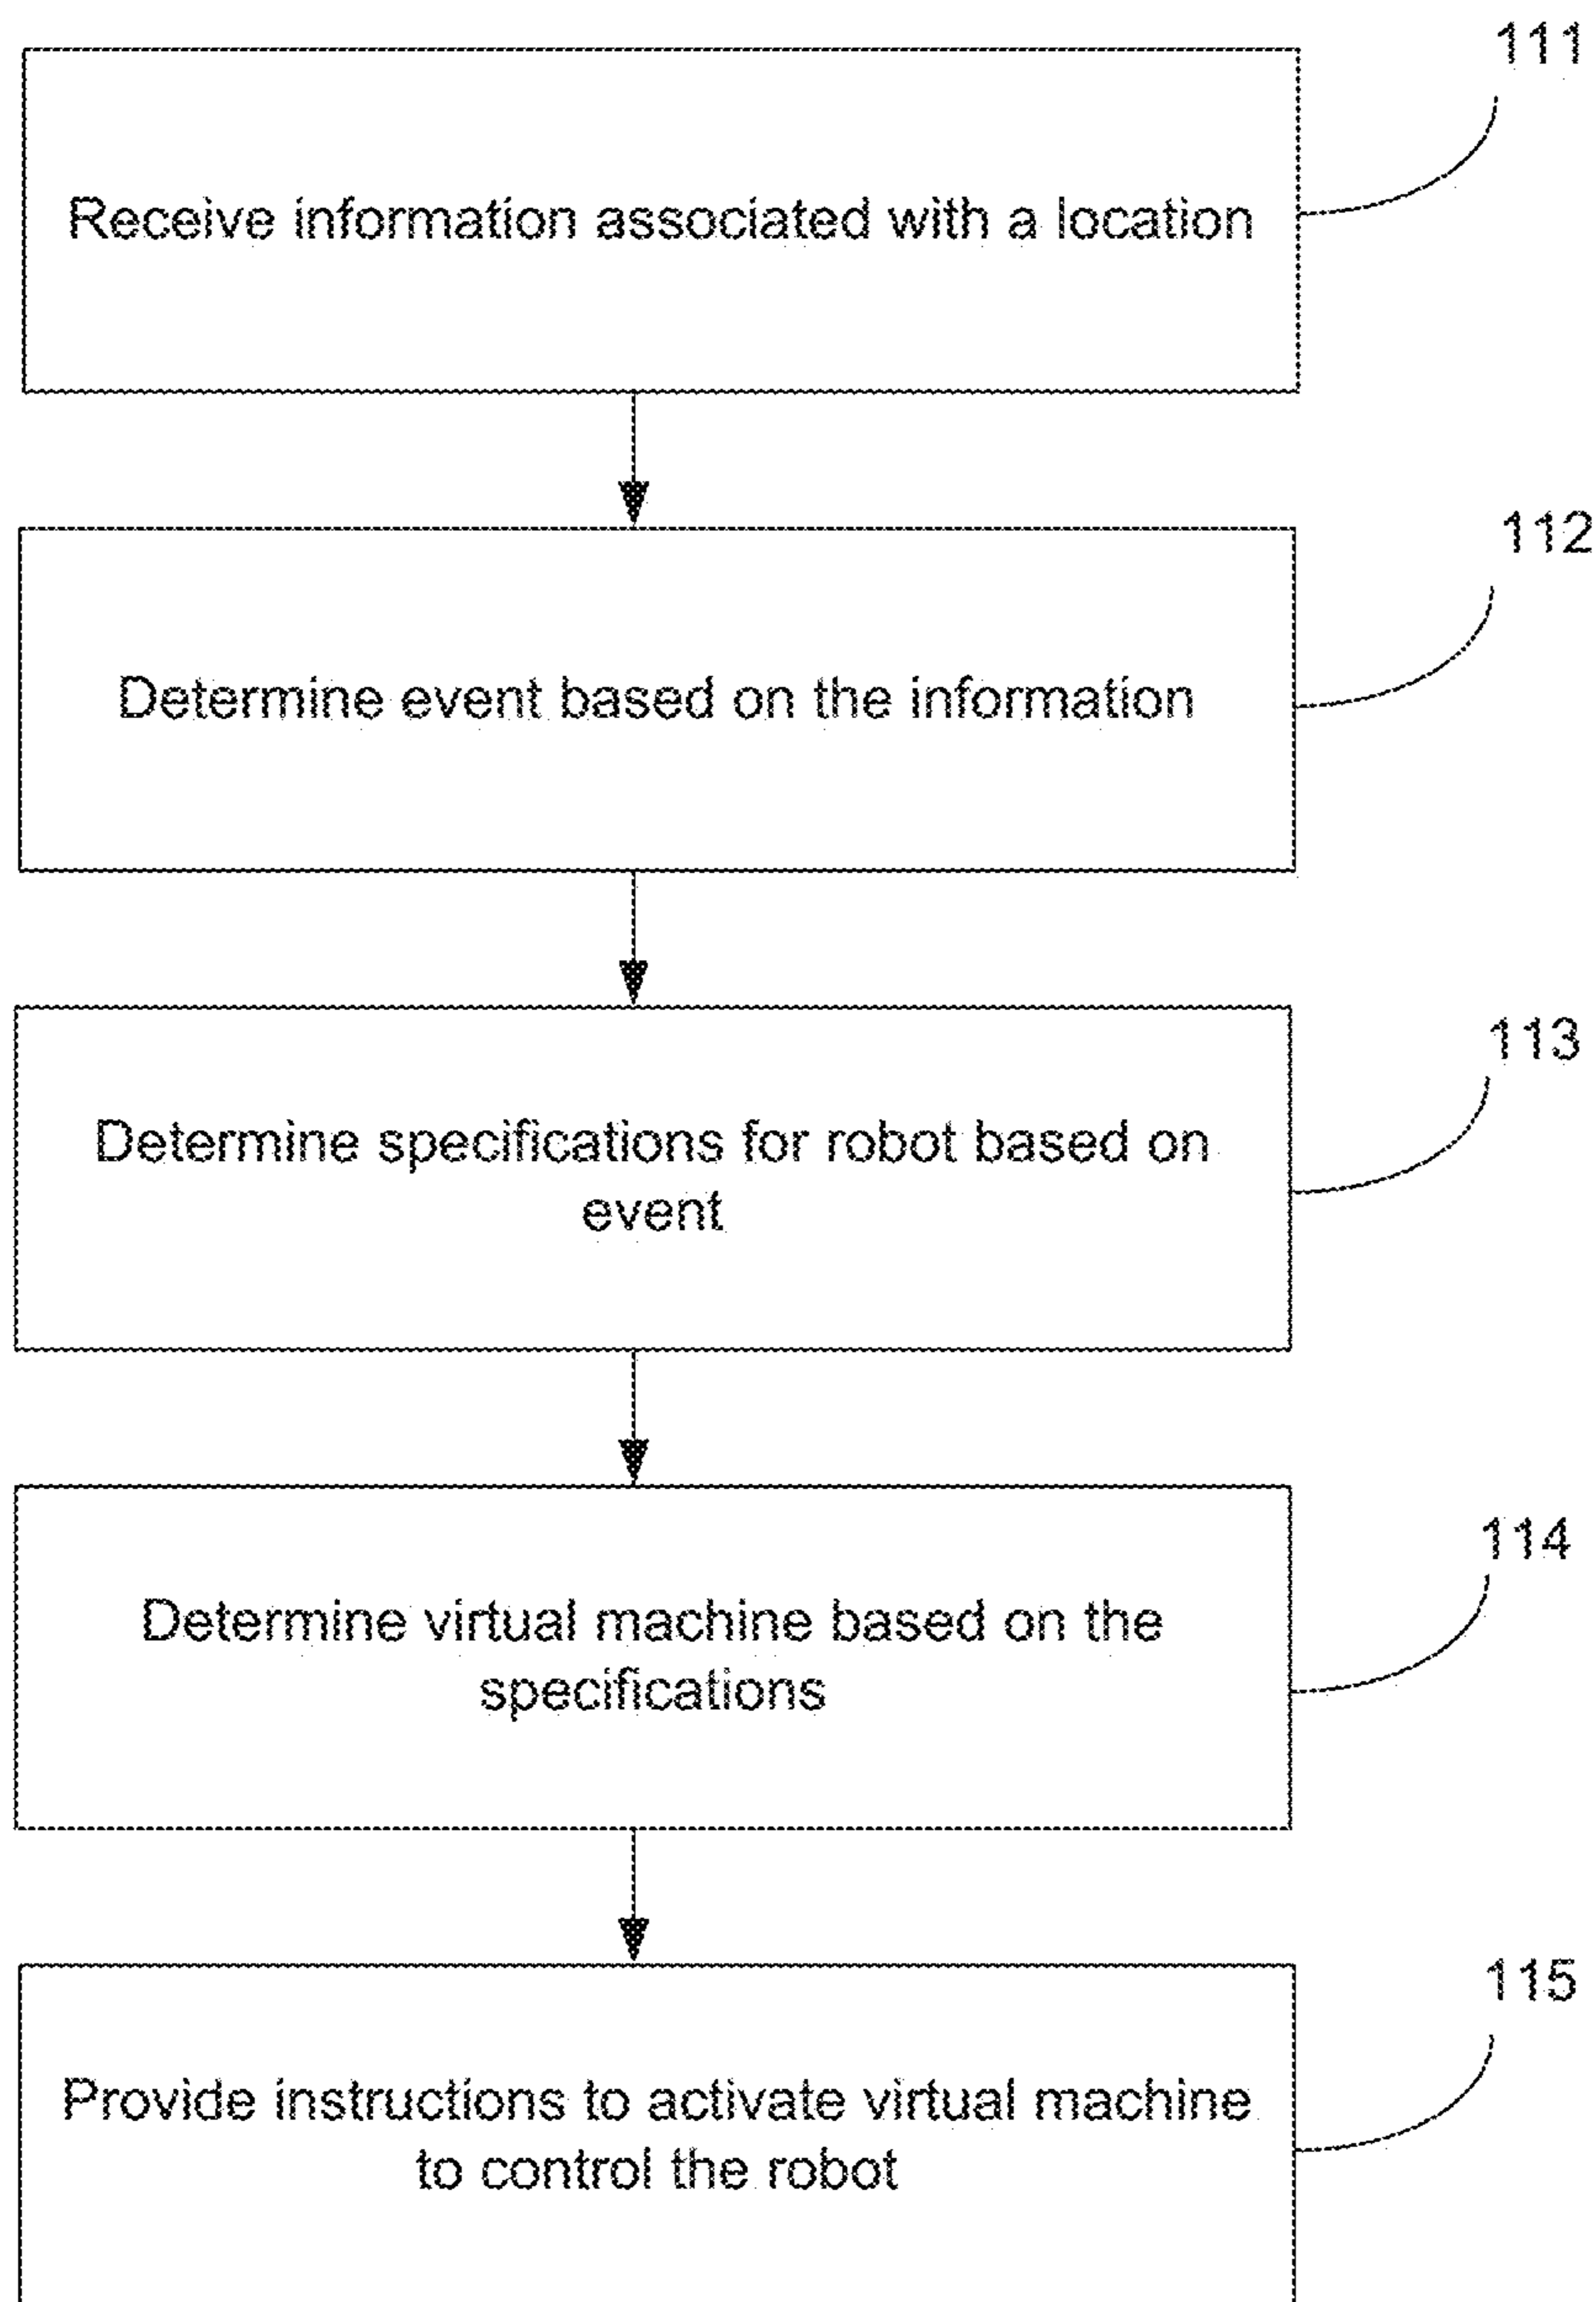 111
Receive information associated with a location
112
Determine event based on the information
113
Determine specifications for robot based on
event
114
Determine virtual machine based on the
specifications
115
Provide instructions to activate virtual machine
to control the robot